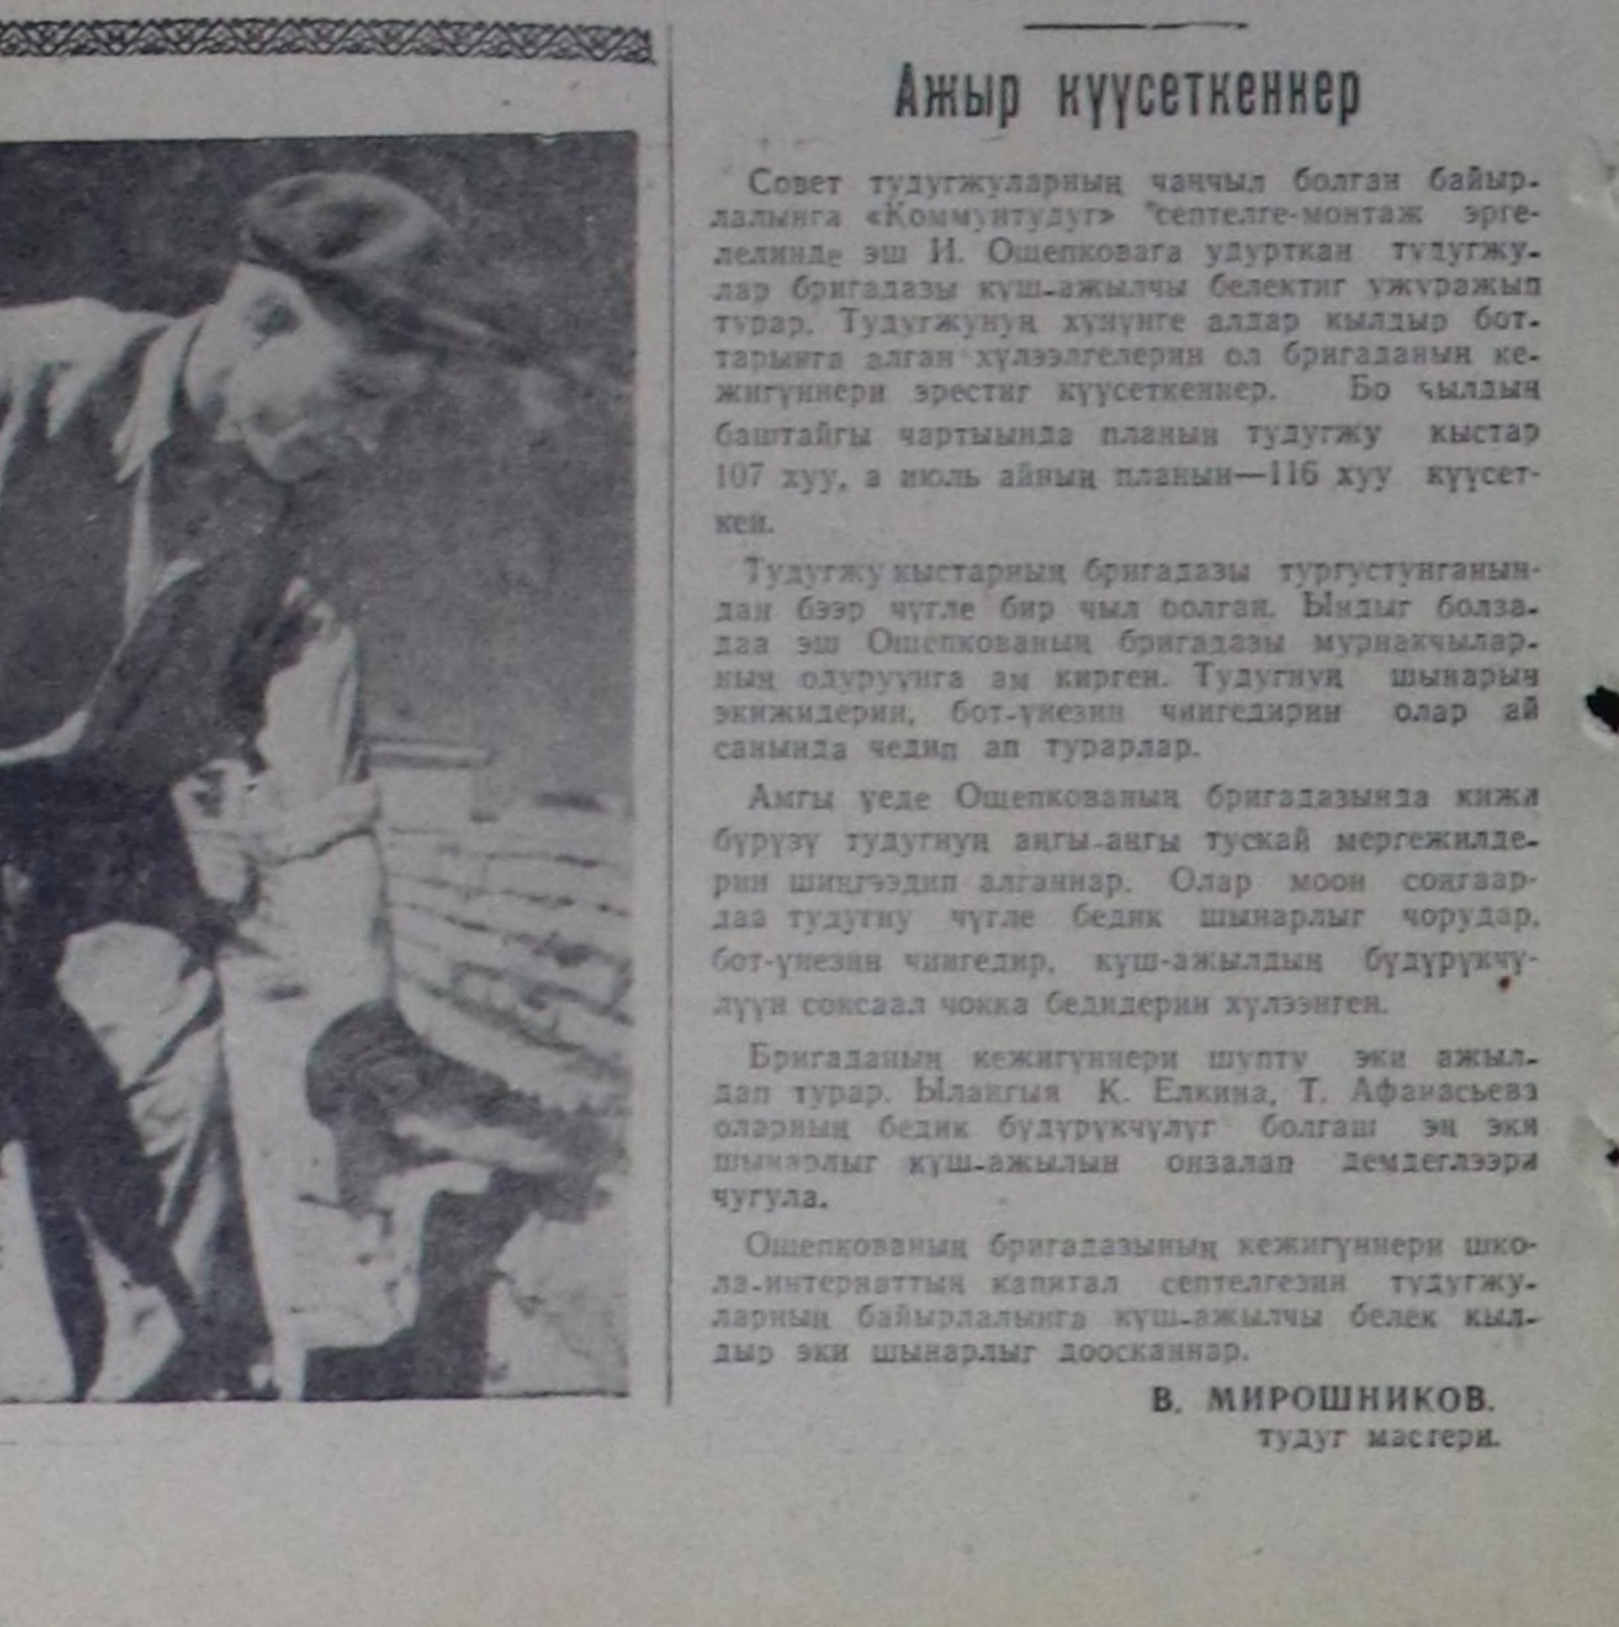 Ажыр күүсеткеннер
Совет тудугжуларның чаңчыл болган байыр-
лалынга «Коммунтудуг» септелге-монтаж эрге-
лелинде эш И. Ощепковага удурткан тудугжу-
лар бригадазы күш-ажылчы белектиг ужуражып
турар. Тудугжунуң хүнүнге алдар кылдыр бот-
тарынга алган хүлээлгелерин ол бригаданың ке-
жигүннери эрестиг күүсеткеннер. Бо чылдың
баштайгы чартыында планын тудугжу кыстар
107 хуу, а июль айның планын—116 хуу күүсет-
кен.
Тудугжу кыстарның бригадазы тургустунганын-
дан бээр чүгле бир чыл болган. Ындыг болза-
даа эш Ощепкованың бригадазы мурнакчылар-
ның одуруунга ам кирген. Тудугнуң шынарын
экижидерин, бот-үнезин чиигедирин олар ай
санында чедип ап турарлар.
Амгы үеде Ощепкованың бригадазында кижи
бүрүзү тудугнуң аңгы-аңгы тускай мергежилде-
рин шиңгээдип алганнар. Олар моон соңгаар-
даа тудугну чүгле бедик шынарлыг чорудар,
бот-үнезин чиигедир, күш-ажылдың бүдүрүкчү-
лүүн соксаал чокка бедидерин хүлээнген.
Бригаданың кежигүннери шупту эки ажыл-
дап турар. Ылаңгыя К. Елкина, Т. Афанасьева
оларның бедик бүдүрүкчүлүг болгаш эң эки
шынарлыг күш-ажылын онзалап демдеглээри
чугула.
Ощепкованың бригадазының кежигүннери шко-
ла-интернаттың капитал септелгезин тудугжу-
ларның байырлалынга күш-ажылчы белек кыл-
дыр эки шынарлыг доосканнар.
В. МИРОШНИКОВ.
тудуг мастери.